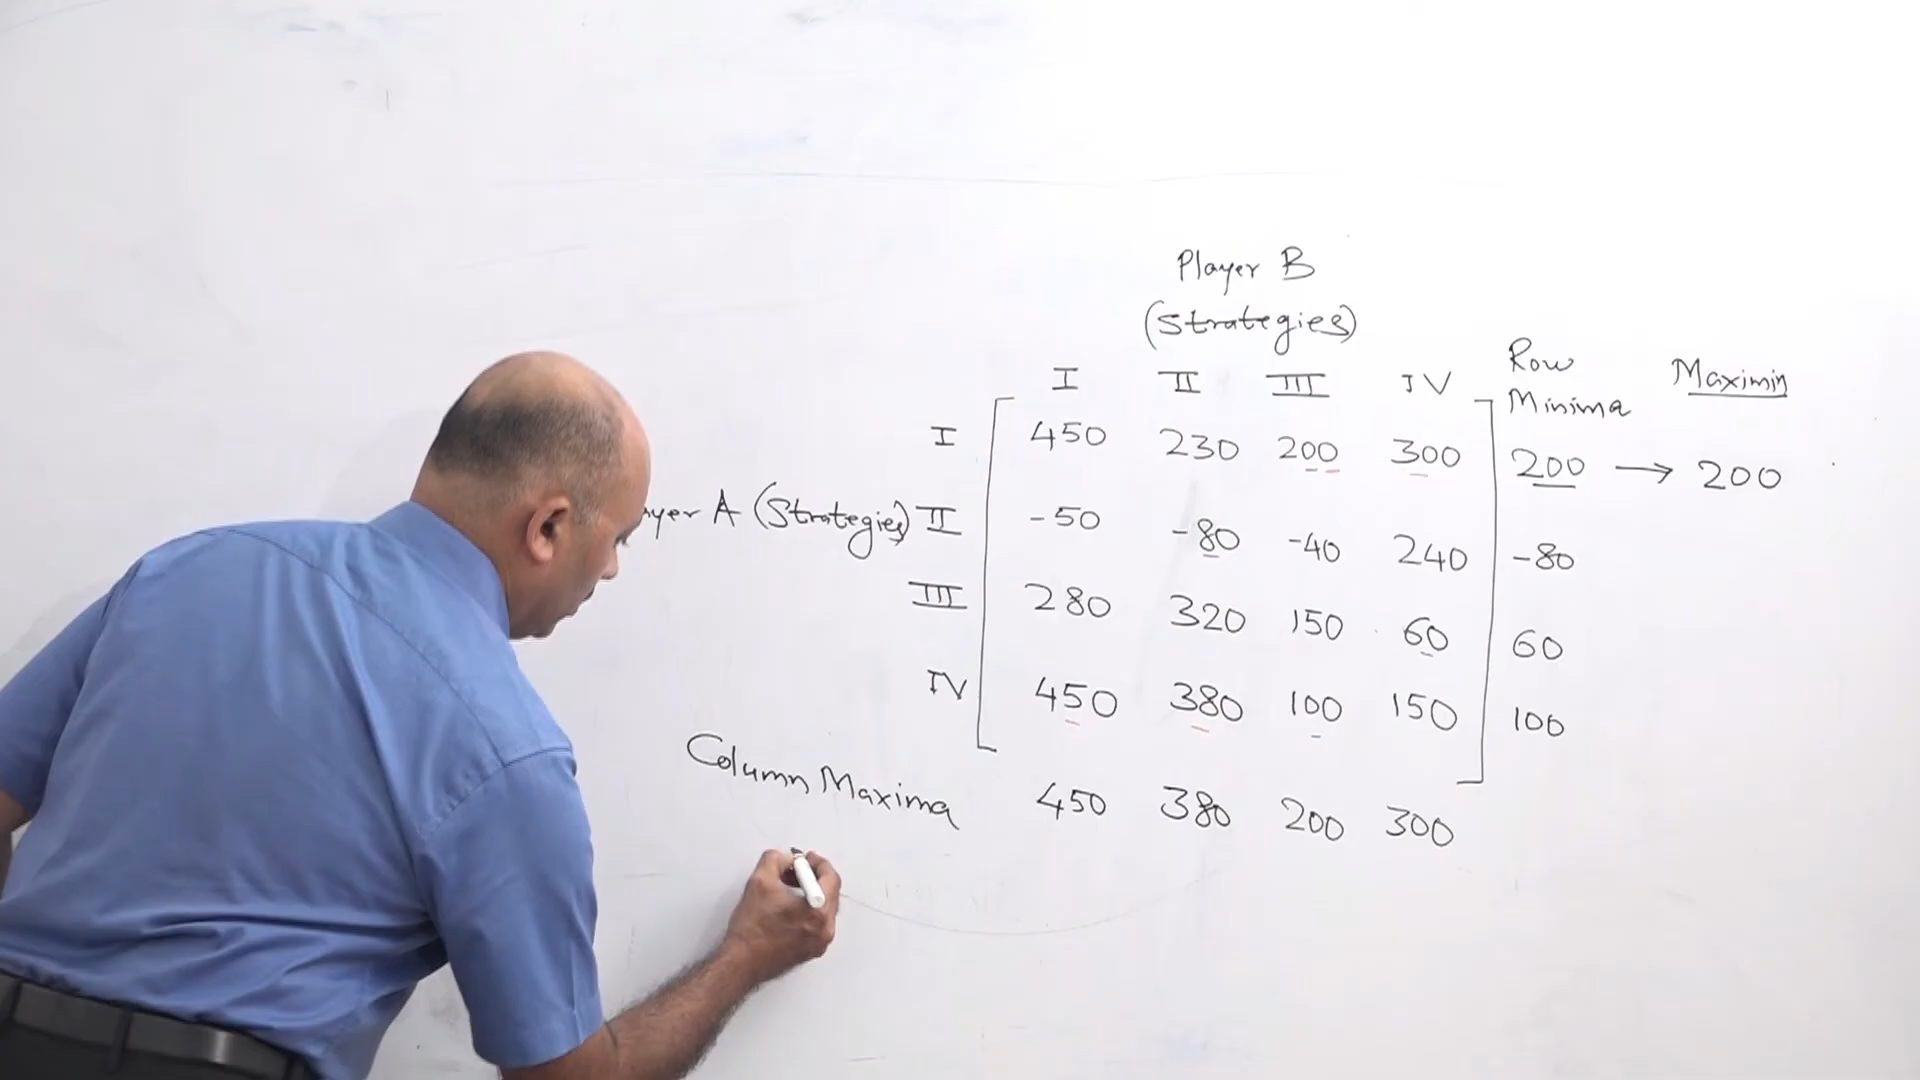 Player B
(Strategies)
I II III IV Row Minima Maximin
I 450 230 200 300 200 → 200
A (Strategies) II -50 -80 -40 240 -80
III 280 320 150 60 60
IV 450 380 100 150 100
Column Maxima 450 380 200 300